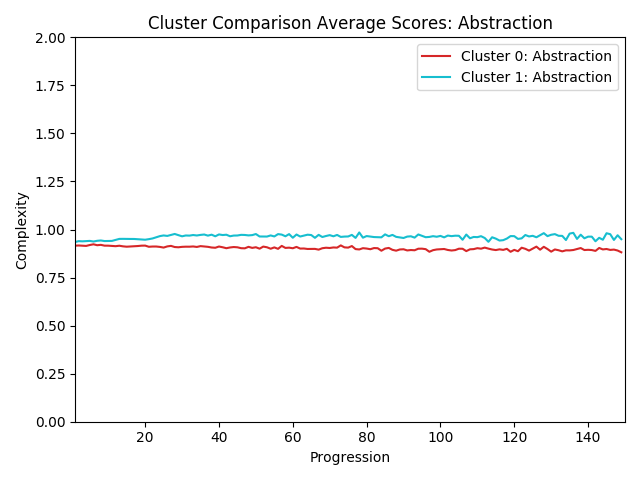 Cluster Comparison Average Scores: Abstraction
Cluster 0: Abstraction
Cluster 1: Abstraction
Complexity
2.00
1.75
1.50
1.25
1.00
0.75
0.50
0.25
0.00
20 40 60 80 100 120 140
Progression